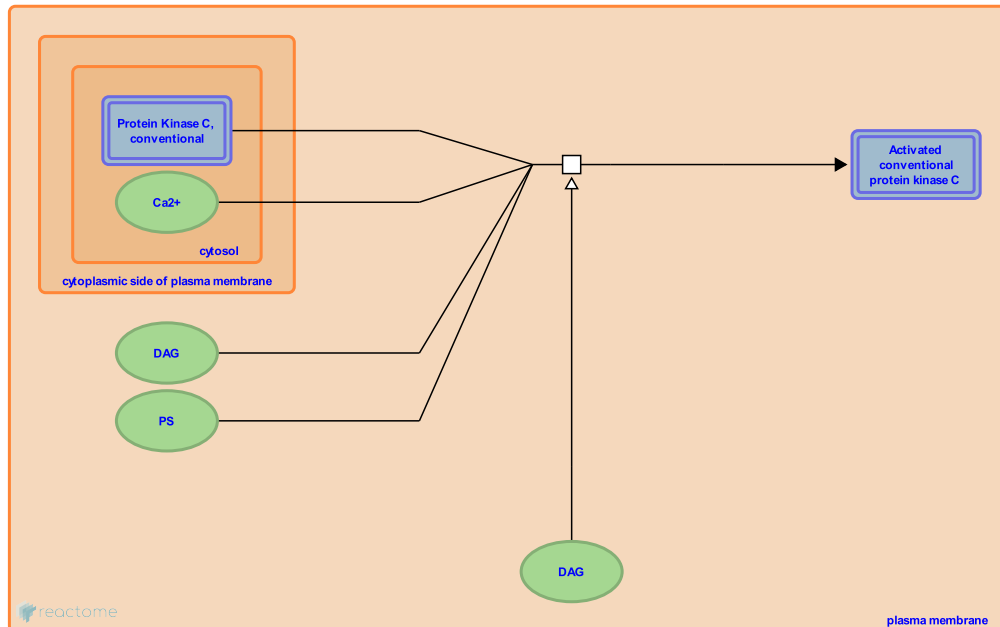 Protein Kinase C,
conventional
Ca2+
cytosol
cytoplasmic side of plasma membrane
DAG
PS
Activated
conventional
protein kinase C
DAG
reactome
plasma membrane